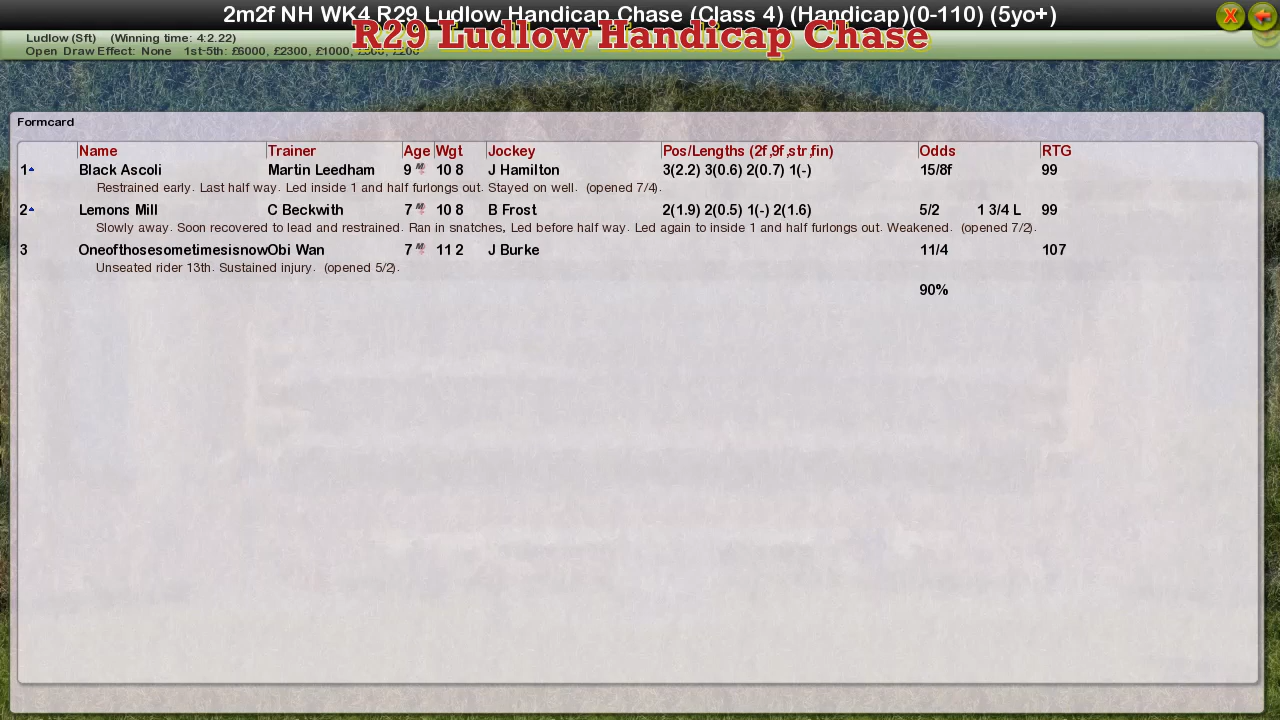 2m2f NH WK4 R29 Ludlow Handicap Chase (Class 4) (Handicap)(0-110) (5yo+)
R29 Ludlow Handicap Chase
Ludlow (Sft) (Winning time: 4:2.22)
Open Draw Effect: None 1st-5th: £6000, £2300, £1000, £500, £200
X
Formcard
Name Trainer Age Wgt Jockey Pos/Lengths (2f,9f,str,fin) Odds RTG
1 Black Ascoli Martin Leedham 9 10 8 J Hamilton 3(2.2) 3(0.6) 2(0.7) 1(-) 15/8f 99
Restrained early. Last half way. Led inside 1 and half furlongs out. Stayed on well. (opened 7/4).
2 Lemons Mill C Beckwith 7 10 8 B Frost 2(1.9) 2(0.5) 1(-) 2(1.6) 5/2 1 3/4 L 99
Slowly away. Soon recovered to lead and restrained. Ran in snatches, Led before half way. Led again to inside 1 and half furlongs out. Weakened. (opened 7/2).
3 Oneofthosesometimesisnow Obi Wan 7 11 2 J Burke 11/4 107
Unseated rider 13th. Sustained injury. (opened 5/2).
90%